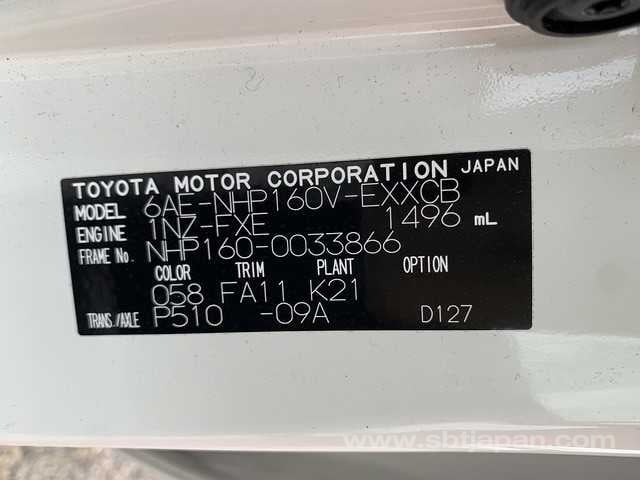 TOYOTA MOTOR CORPORATION JAPAN
MODEL 6AE-NHP160V-EXXCB
ENGINE 1NZ-FXE 1496 mL
FRAME No. NHP160-0033866
COLOR TRIM PLANT OPTION
058 FA11 K21
TRANS./AXLE P510 -09A D127
www.sbtjapan.com